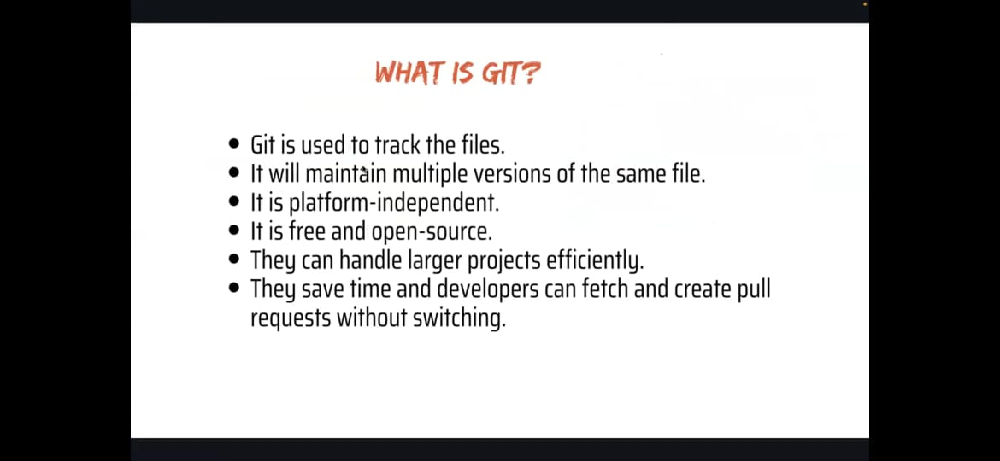 WHAT IS GIT?
• Git is used to track the files.
• It will maintain multiple versions of the same file.
• It is platform-independent.
• It is free and open-source.
• They can handle larger projects efficiently.
• They save time and developers can fetch and create pull
requests without switching.